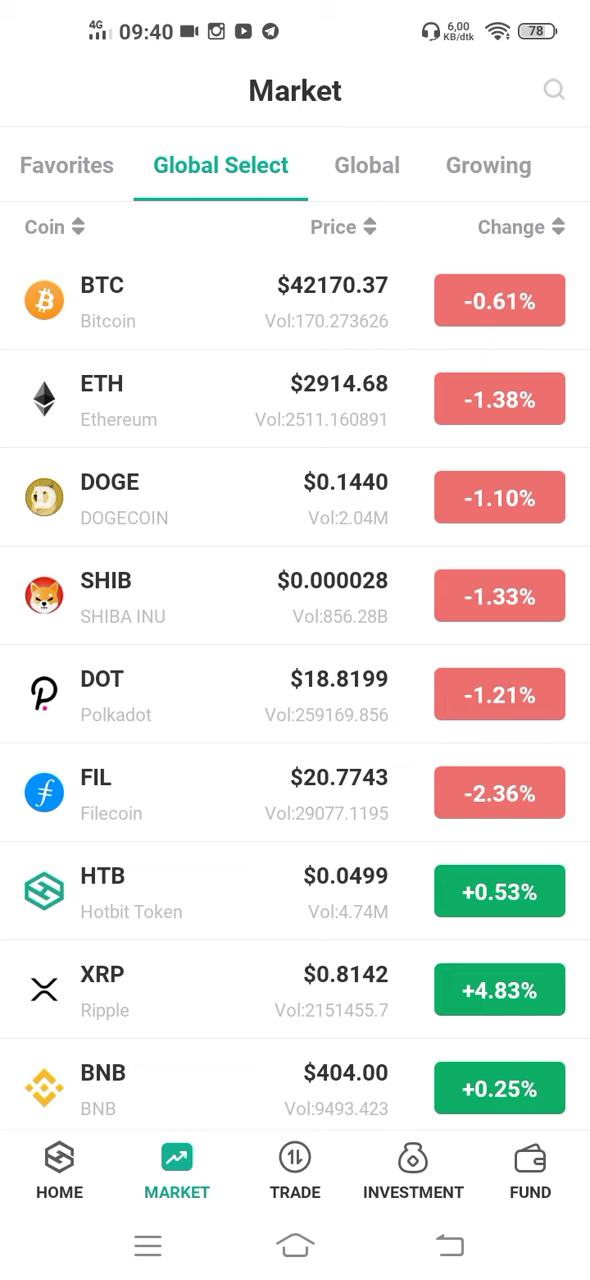 4G 09:40 6,00 KB/dtk 78
Market
Favorites Global Select Global Growing
Coin Price Change
BTC $42170.37 -0.61%
Bitcoin Vol:170.273626
ETH $2914.68 -1.38%
Ethereum Vol:2511.160891
DOGE $0.1440 -1.10%
DOGECOIN Vol:2.04M
SHIB $0.000028 -1.33%
SHIBA INU Vol:856.28B
DOT $18.8199 -1.21%
Polkadot Vol:259169.856
FIL $20.7743 -2.36%
Filecoin Vol:29077.1195
HTB $0.0499 +0.53%
Hotbit Token Vol:4.74M
XRP $0.8142 +4.83%
Ripple Vol:2151455.7
BNB $404.00 +0.25%
BNB Vol:9493.423
HOME MARKET TRADE INVESTMENT FUND